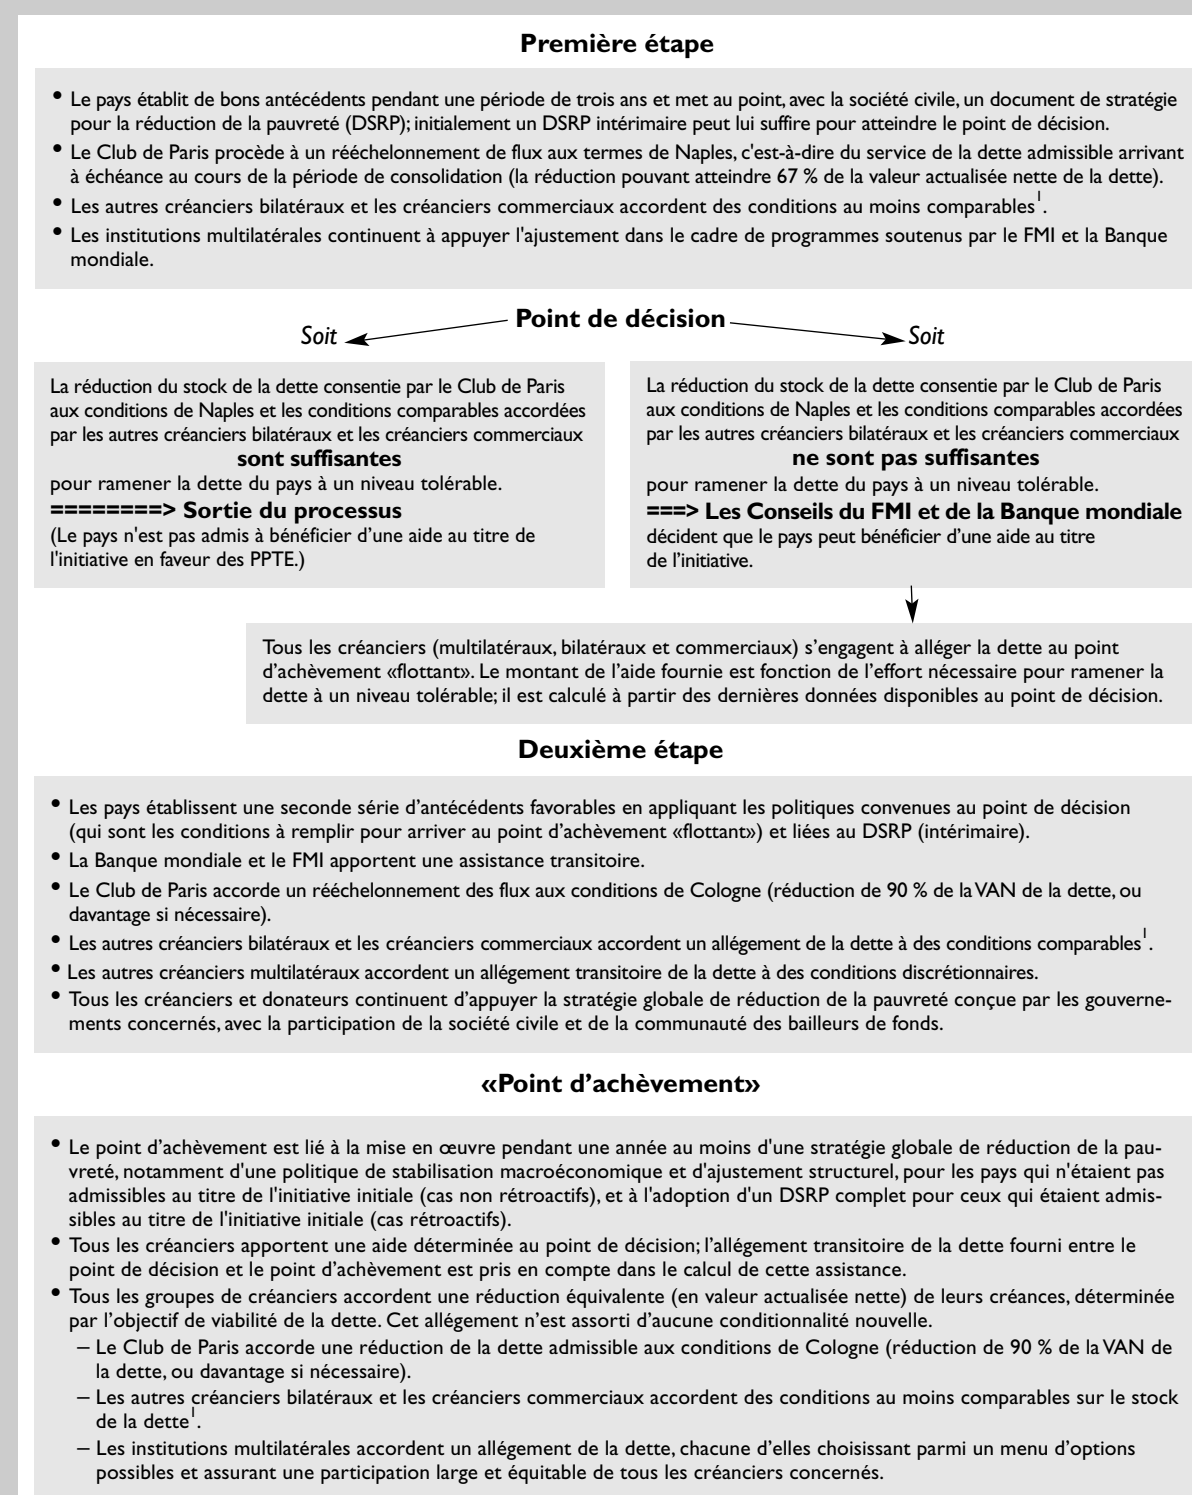 Première étape
• Le pays établit de bons antécédents pendant une période de trois ans et met au point, avec la société civile, un document de stratégie
pour la réduction de la pauvreté (DSRP); initialement un DSRP intérimaire peut lui suffire pour atteindre le point de décision.
• Le Club de Paris procède à un rééchelonnement de flux aux termes de Naples, c'est-à-dire du service de la dette admissible arrivant
à échéance au cours de la période de consolidation (la réduction pouvant atteindre 67 % de la valeur actualisée nette de la dette).
• Les autres créanciers bilatéraux et les créanciers commerciaux accordent des conditions au moins comparables¹.
• Les institutions multilatérales continuent à appuyer l'ajustement dans le cadre de programmes soutenus par le FMI et la Banque
mondiale.
Point de décision
Soit
Soit
La réduction du stock de la dette consentie par le Club de Paris
aux conditions de Naples et les conditions comparables accordées
par les autres créanciers bilatéraux et les créanciers commerciaux
sont suffisantes
pour ramener la dette du pays à un niveau tolérable.
========> Sortie du processus
(Le pays n'est pas admis à bénéficier d’une aide au titre de
l'initiative en faveur des PPTE.)
La réduction du stock de la dette consentie par le Club de Paris
aux conditions de Naples et les conditions comparables accordées
par les autres créanciers bilatéraux et les créanciers commerciaux
ne sont pas suffisantes
pour ramener la dette du pays à un niveau tolérable.
===> Les Conseils du FMI et de la Banque mondiale
décident que le pays peut bénéficier d’une aide au titre
de l’initiative.
Tous les créanciers (multilatéraux, bilatéraux et commerciaux) s’engagent à alléger la dette au point
d’achèvement «flottant». Le montant de l’aide fournie est fonction de l’effort nécessaire pour ramener la
dette à un niveau tolérable; il est calculé à partir des dernières données disponibles au point de décision.
Deuxième étape
• Les pays établissent une seconde série d’antécédents favorables en appliquant les politiques convenues au point de décision
(qui sont les conditions à remplir pour arriver au point d’achèvement «flottant») et liées au DSRP (intérimaire).
• La Banque mondiale et le FMI apportent une assistance transitoire.
• Le Club de Paris accorde un rééchelonnement des flux aux conditions de Cologne (réduction de 90 % de la VAN de la dette, ou
davantage si nécessaire).
• Les autres créanciers bilatéraux et les créanciers commerciaux accordent un allégement de la dette à des conditions comparables¹.
• Les autres créanciers multilatéraux accordent un allégement transitoire de la dette à des conditions discrétionnaires.
• Tous les créanciers et donateurs continuent d’appuyer la stratégie globale de réduction de la pauvreté conçue par les gouverne-
ments concernés, avec la participation de la société civile et de la communauté des bailleurs de fonds.
«Point d’achèvement»
• Le point d’achèvement est lié à la mise en œuvre pendant une année au moins d'une stratégie globale de réduction de la pau-
vreté, notamment d'une politique de stabilisation macroéconomique et d'ajustement structurel, pour les pays qui n'étaient pas
admissibles au titre de l'initiative initiale (cas non rétroactifs), et à l'adoption d'un DSRP complet pour ceux qui étaient admis-
sibles au titre de l'initiative initiale (cas rétroactifs).
• Tous les créanciers apportent une aide déterminée au point de décision; l’allégement transitoire de la dette fourni entre le
point de décision et le point d’achèvement est pris en compte dans le calcul de cette assistance.
• Tous les groupes de créanciers accordent une réduction équivalente (en valeur actualisée nette) de leurs créances, déterminée
par l’objectif de viabilité de la dette. Cet allégement n’est assorti d’aucune conditionnalité nouvelle.
– Le Club de Paris accorde une réduction de la dette admissible aux conditions de Cologne (réduction de 90 % de la VAN de
la dette, ou davantage si nécessaire).
– Les autres créanciers bilatéraux et les créanciers commerciaux accordent des conditions au moins comparables sur le stock
de la dette¹.
– Les institutions multilatérales accordent un allégement de la dette, chacune d’elles choisissant parmi un menu d’options
possibles et assurant une participation large et équitable de tous les créanciers concernés.